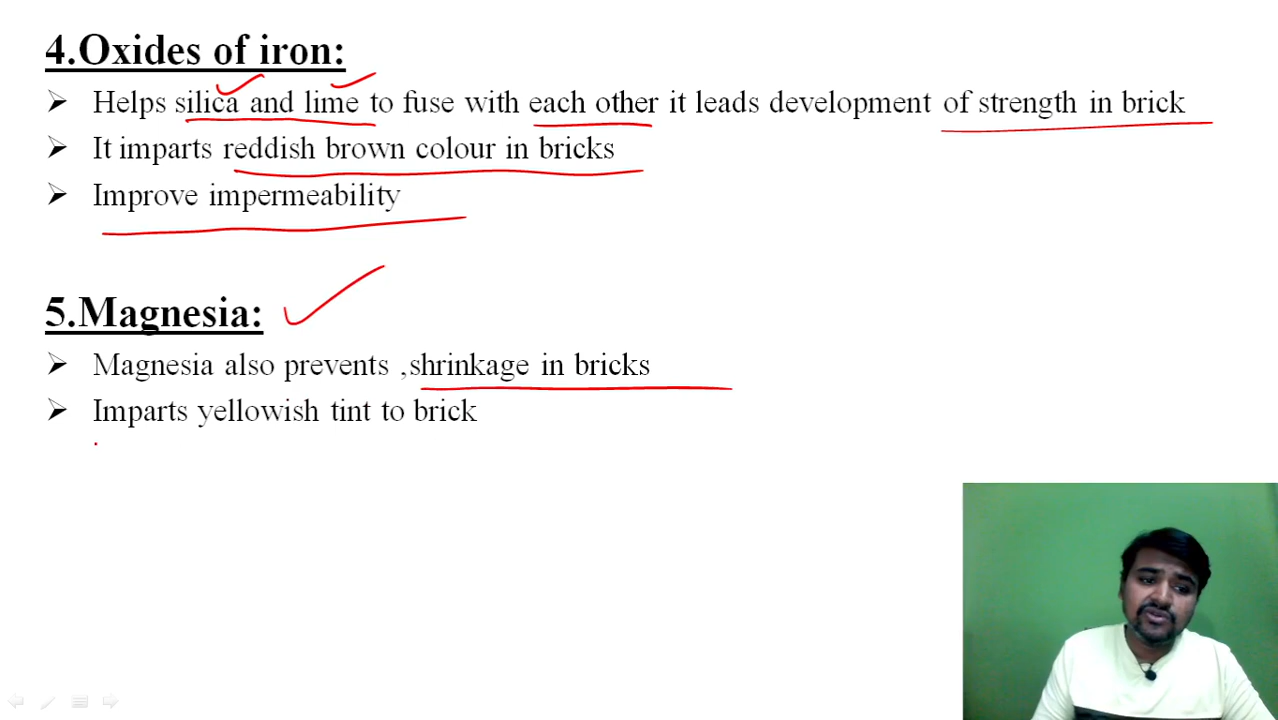 4.Oxides of iron:
➢ Helps silica and lime to fuse with each other it leads development of strength in brick
➢ It imparts reddish brown colour in bricks
➢ Improve impermeability
5.Magnesia:
➢ Magnesia also prevents ,shrinkage in bricks
➢ Imparts yellowish tint to brick